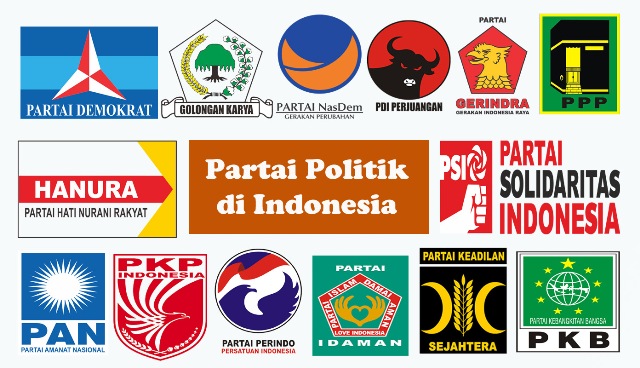 PARTAI DEMOKRAT
GOLONGAN KARYA
PARTAI NasDem
GERAKAN PERUBAHAN
PDI PERJUANGAN
PARTAI
GERINDRA
GERAKAN INDONESIA RAYA
PPP
HANURA
PARTAI HATI NURANI RAKYAT
Partai Politik
di Indonesia
PSI
PARTAI
SOLIDARITAS
INDONESIA
PAN
PARTAI AMANAT NASIONAL
PKP
INDONESIA
PARTAI PERINDO
PERSATUAN INDONESIA
PARTAI
PARTAI ISLAM DAMAI AMAN
LOVE INDONESIA
IDAMAN
PARTAI KEADILAN
SEJAHTERA
PARTAI KEBANGKITAN BANGSA
PKB